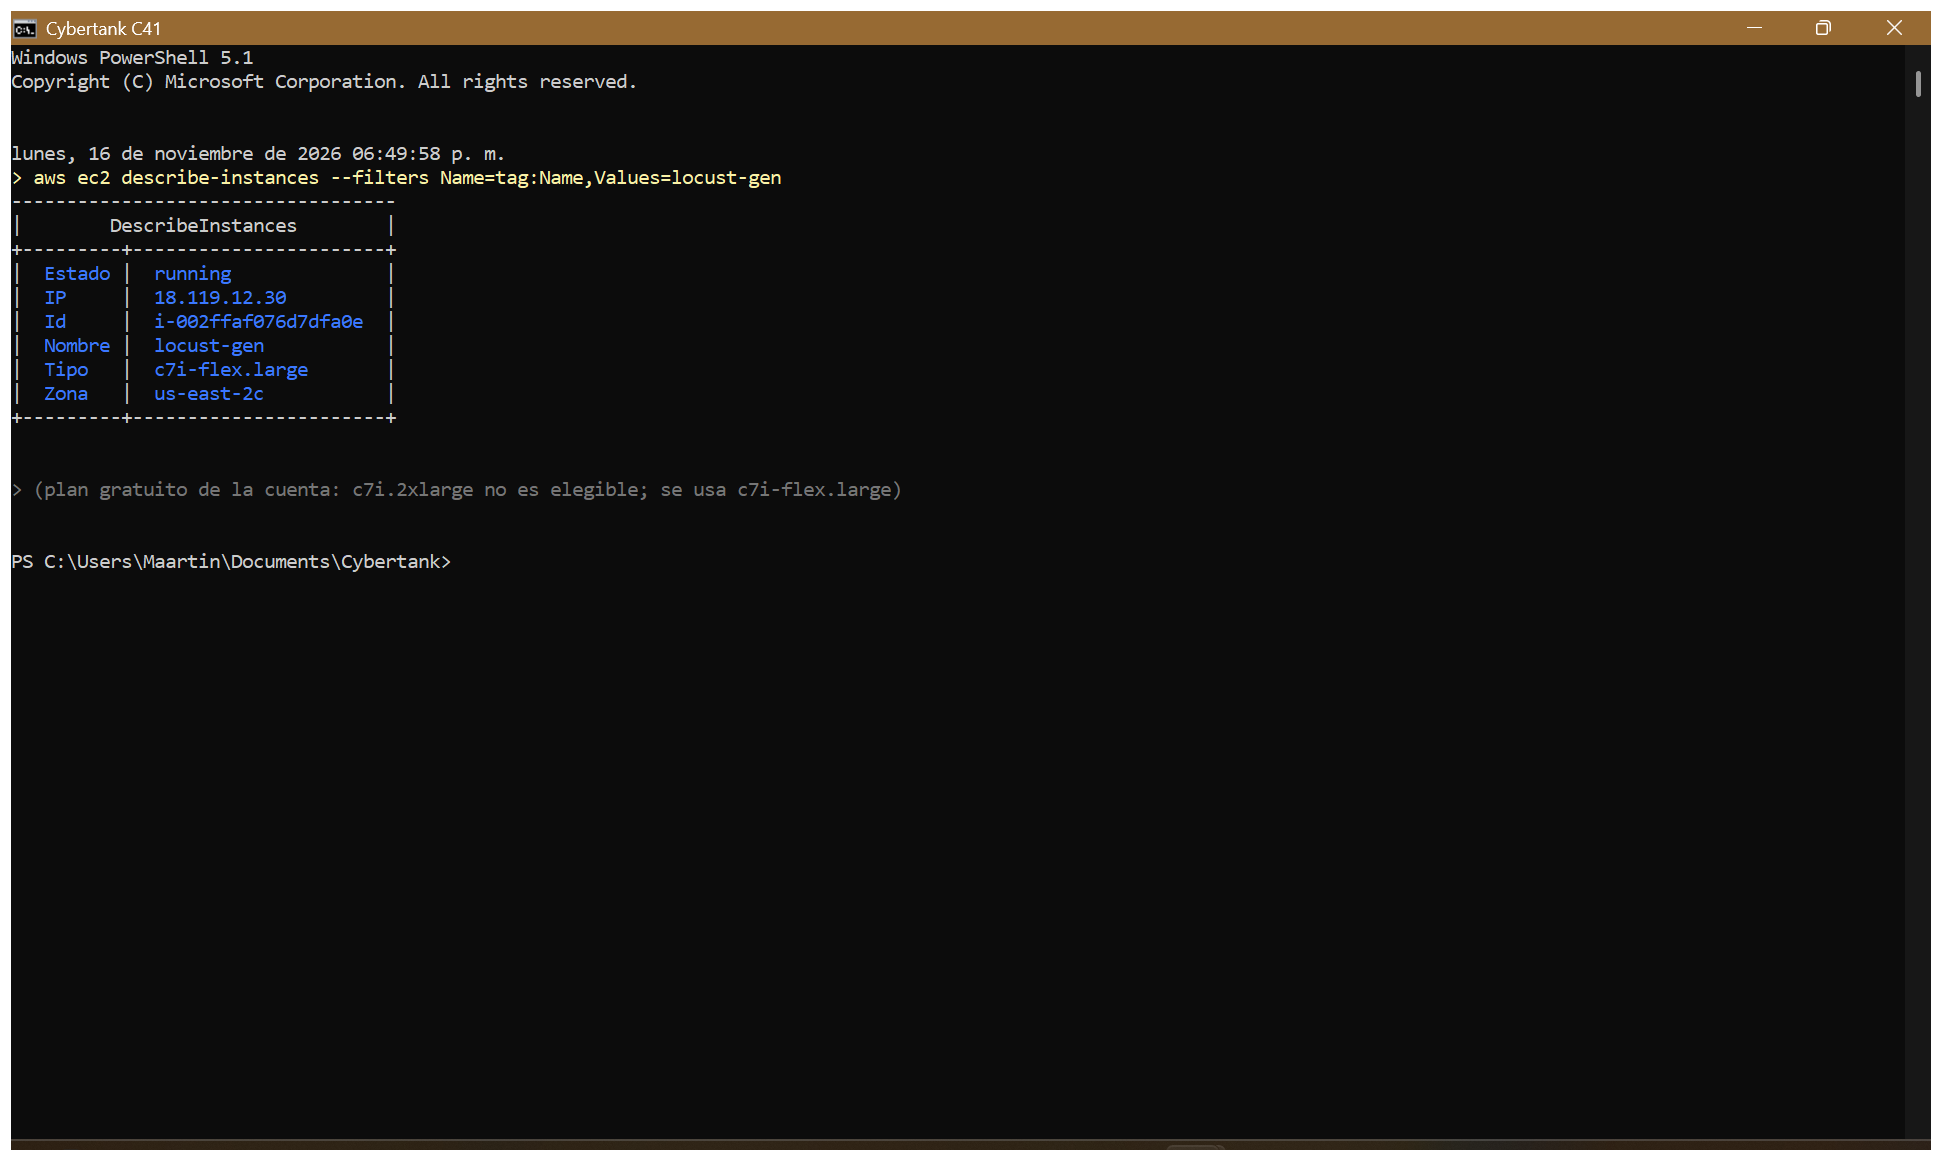 Cybertank C41
Windows PowerShell 5.1
Copyright (C) Microsoft Corporation. All rights reserved.
lunes, 16 de noviembre de 2026 06:49:58 p. m.
> aws ec2 describe-instances --filters Name=tag:Name,Values=locust-gen
-----------------------------------
|        DescribeInstances        |
+---------+-----------------------+
|  Estado |  running              |
|  IP     |  18.119.12.30         |
|  Id     |  i-002ffaf076d7dfa0e  |
|  Nombre |  locust-gen           |
|  Tipo   |  c7i-flex.large       |
|  Zona   |  us-east-2c           |
+---------+-----------------------+
> (plan gratuito de la cuenta: c7i.2xlarge no es elegible; se usa c7i-flex.large)
PS C:\Users\Maartin\Documents\Cybertank>